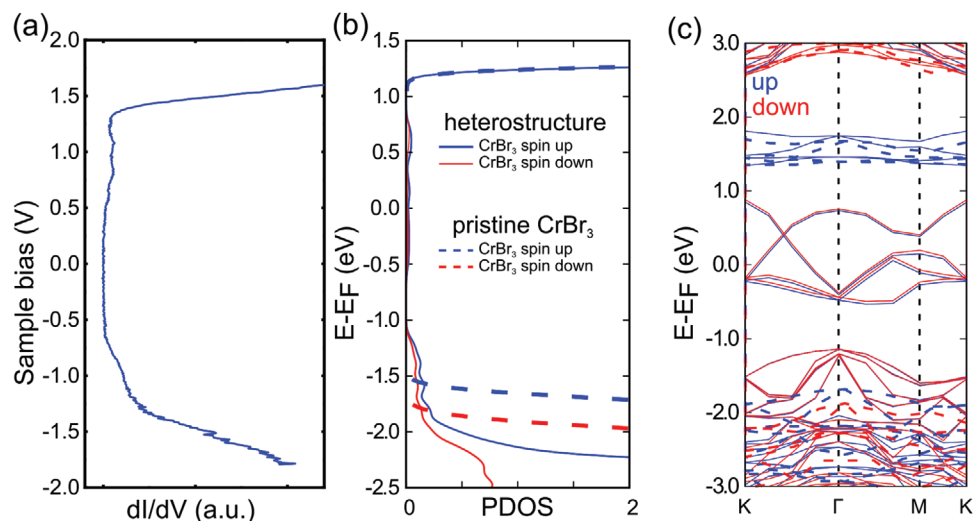 (a)
2.0
1.5
1.0
0.5
0.0
-0.5
-1.0
-1.5
-2.0
Sample bias (V)
dI/dV (a.u.)
(b)
1.5
1.0
0.5
0.0
-0.5
-1.0
-1.5
-2.0
-2.5
E-EF (eV)
heterostructure
CrBr3 spin up
CrBr3 spin down
pristine CrBr3
CrBr3 spin up
CrBr3 spin down
0 PDOS 2
(c)
3.0
2.0
1.0
0.0
-1.0
-2.0
-3.0
E-EF (eV)
up
down
K Γ M K